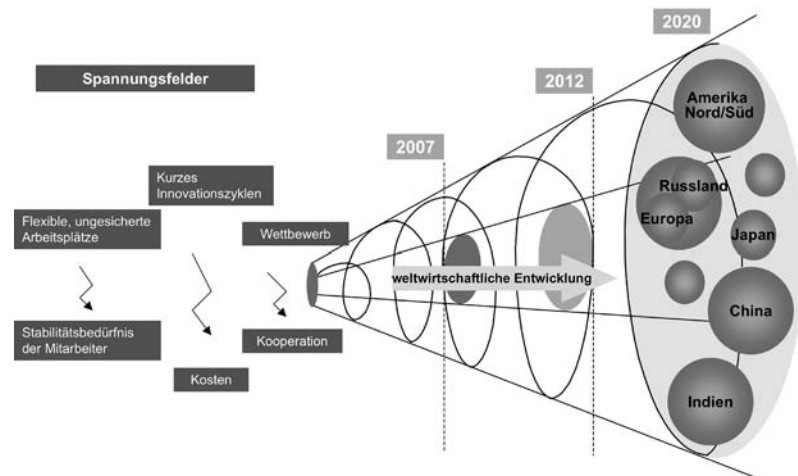 Spannungsfelder
Kurzes
Innovationszyklen
Flexible, ungesicherte
Arbeitsplätze
Wettbewerb
Stabilitätsbedürfnis
der Mitarbeiter
Kosten
Kooperation
2007
2012
2020
weltwirtschaftliche Entwicklung
Amerika
Nord/Süd
Russland
Europa
Japan
China
Indien